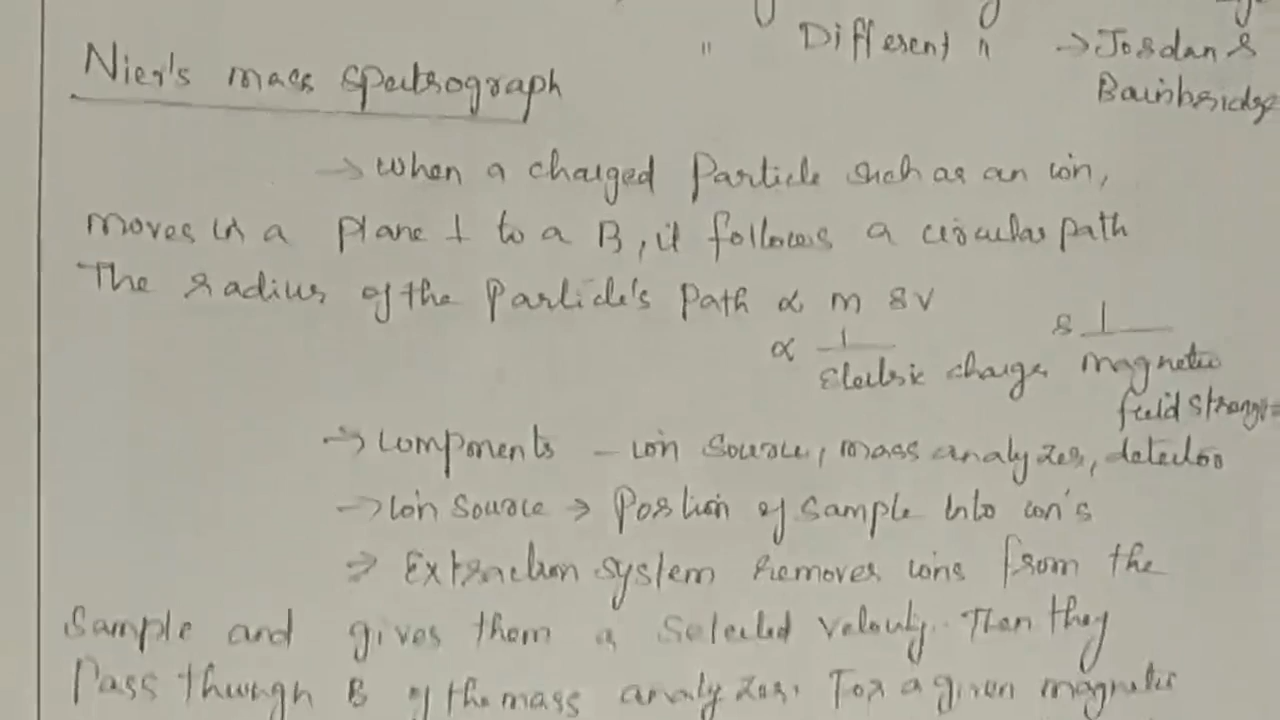 " Different " → Jordan &
Bainbridge
Nier's mass spectrograph
→ when a charged Particle such as an ion,
moves in a plane ⊥ to a B, it follows a circular path
The radius of the Particle's Path ∝ m & v
∝ 1/Electric charge & 1/magnetic field strength
→ components – ion source, mass analyzer, detector
→ Ion source → Portion of sample into ion's
⇒ Extraction system removes ions from the
sample and gives them a selected velocity. Then they
Pass through B of the mass analyzer. For a given magnetic